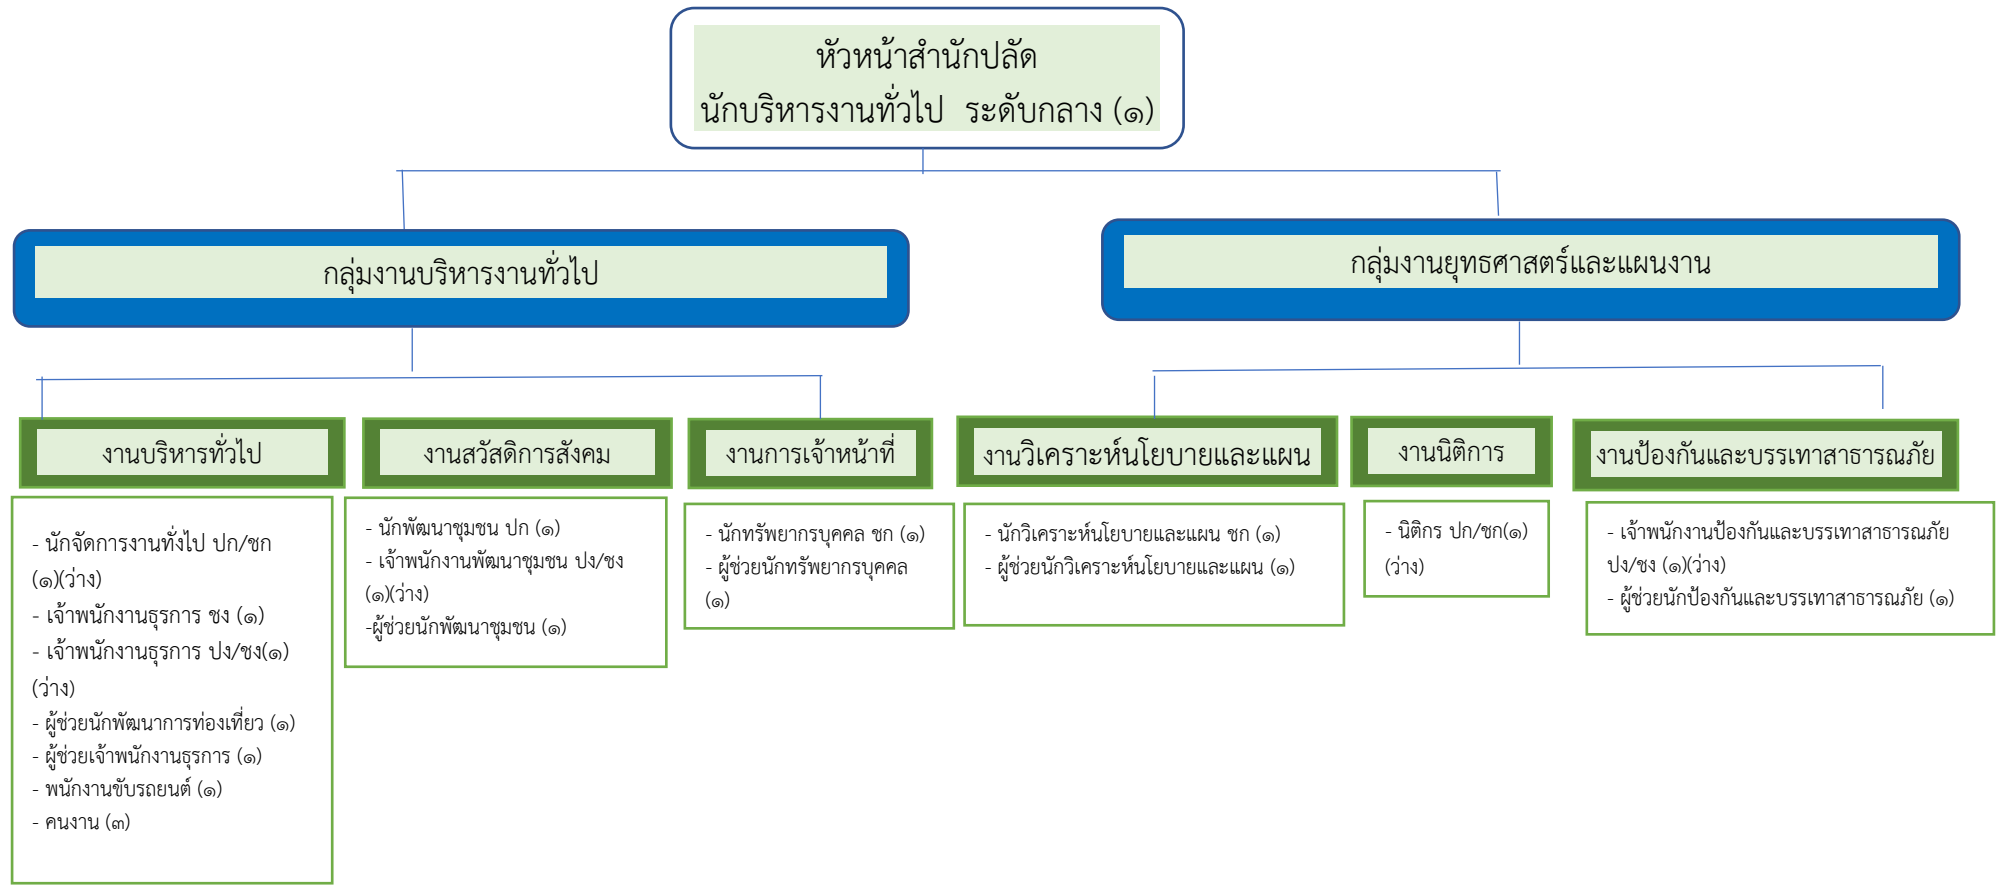 หัวหน้าสำนักปลัด
นักบริหารงานทั่วไป ระดับกลาง (๑)
กลุ่มงานบริหารงานทั่วไป
กลุ่มงานยุทธศาสตร์และแผนงาน
งานบริหารทั่วไป
- นักจัดการงานทั่งไป ปก/ชก
(๑)(ว่าง)
- เจ้าพนักงานธุรการ ชง (๑)
- เจ้าพนักงานธุรการ ปง/ชง(๑)
(ว่าง)
- ผู้ช่วยนักพัฒนาการท่องเที่ยว (๑)
- ผู้ช่วยเจ้าพนักงานธุรการ (๑)
- พนักงานขับรถยนต์ (๑)
- คนงาน (๓)
งานสวัสดิการสังคม
- นักพัฒนาชุมชน ปก (๑)
- เจ้าพนักงานพัฒนาชุมชน ปง/ชง
(๑)(ว่าง)
-ผู้ช่วยนักพัฒนาชุมชน (๑)
งานการเจ้าหน้าที่
- นักทรัพยากรบุคคล ชก (๑)
- ผู้ช่วยนักทรัพยากรบุคคล
(๑)
งานวิเคราะห์นโยบายและแผน
- นักวิเคราะห์นโยบายและแผน ชก (๑)
- ผู้ช่วยนักวิเคราะห์นโยบายและแผน (๑)
งานนิติการ
- นิติกร ปก/ชก(๑)
(ว่าง)
งานป้องกันและบรรเทาสาธารณภัย
- เจ้าพนักงานป้องกันและบรรเทาสาธารณภัย
ปง/ชง (๑)(ว่าง)
- ผู้ช่วยนักป้องกันและบรรเทาสาธารณภัย (๑)